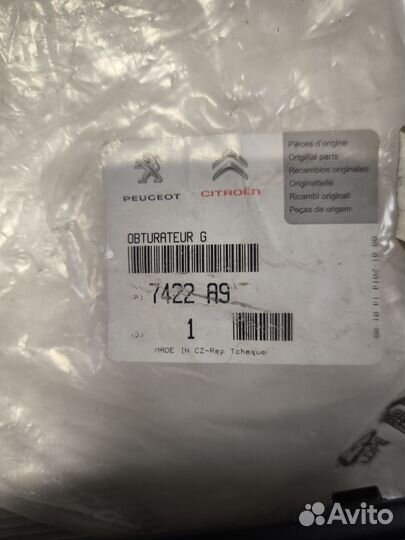 Pièces d'origine
Original parts
Recambios originales
Originalteile
Ricambi originali
Peças de origem
PEUGEOT CITROËN
OBTURATEUR G
(P) 7422 A9
(Q) 1
MADE IN CZ-Rep Tcheque
Avito